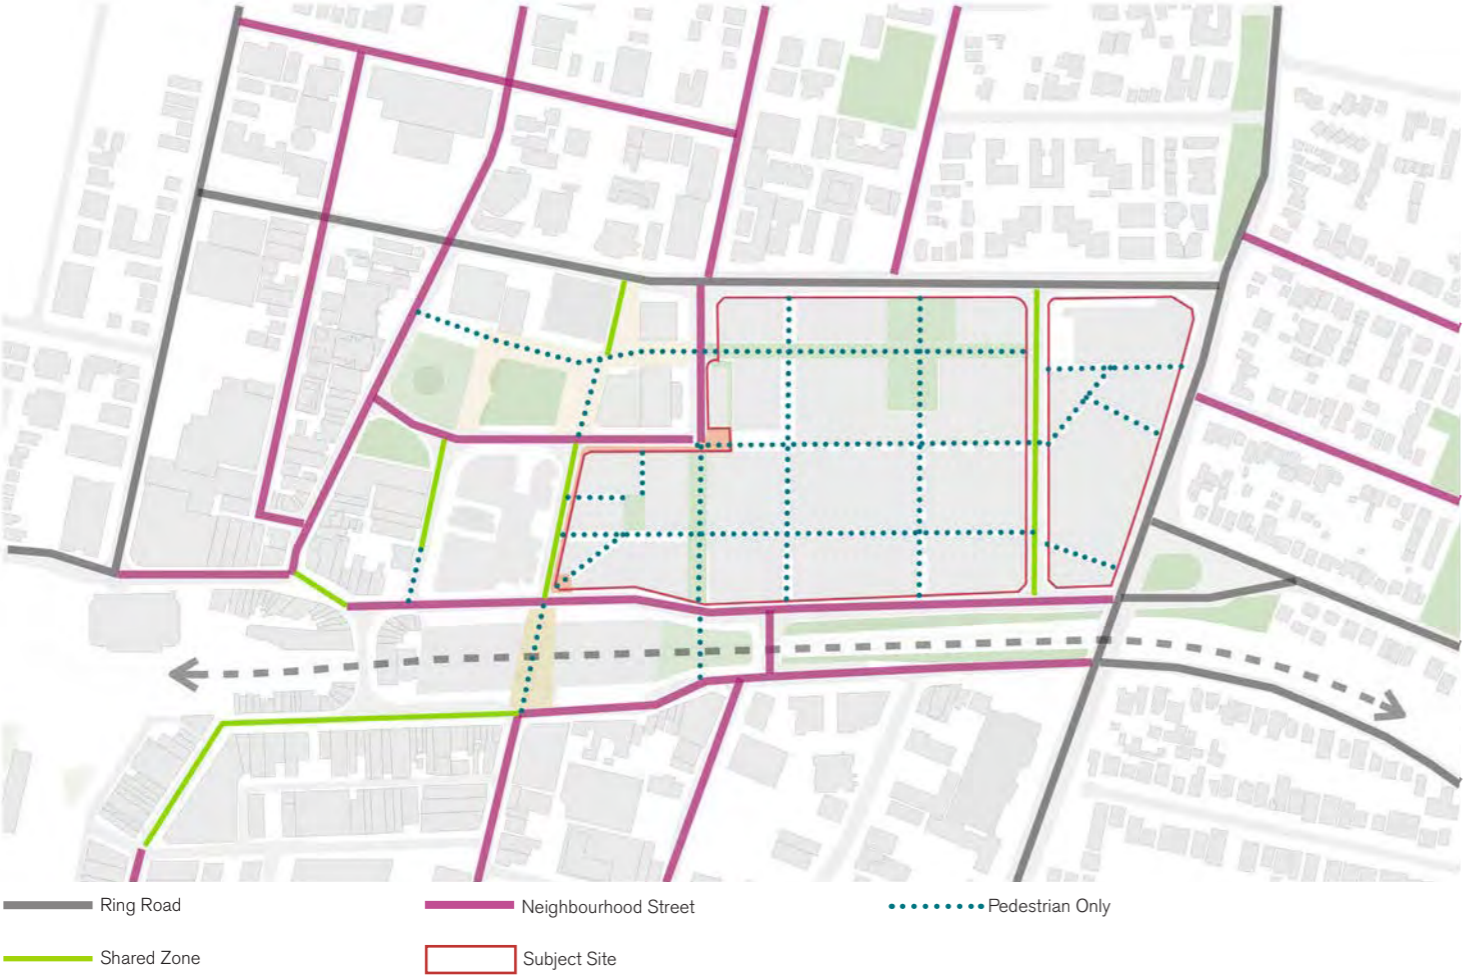 Ring Road
Neighbourhood Street
Pedestrian Only
Shared Zone
Subject Site